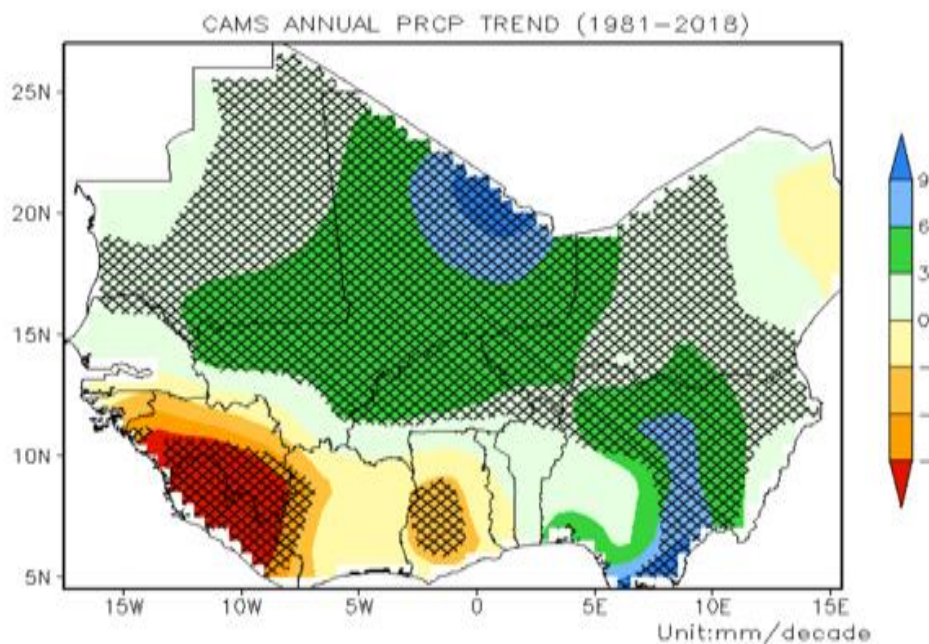 CAMS ANNUAL PRCP TREND (1981-2018)
25N
20N
15N
10N
5N
15W
10W
5W
0
5E
10E
15E
9
6
3
0
Unit:mm/decade